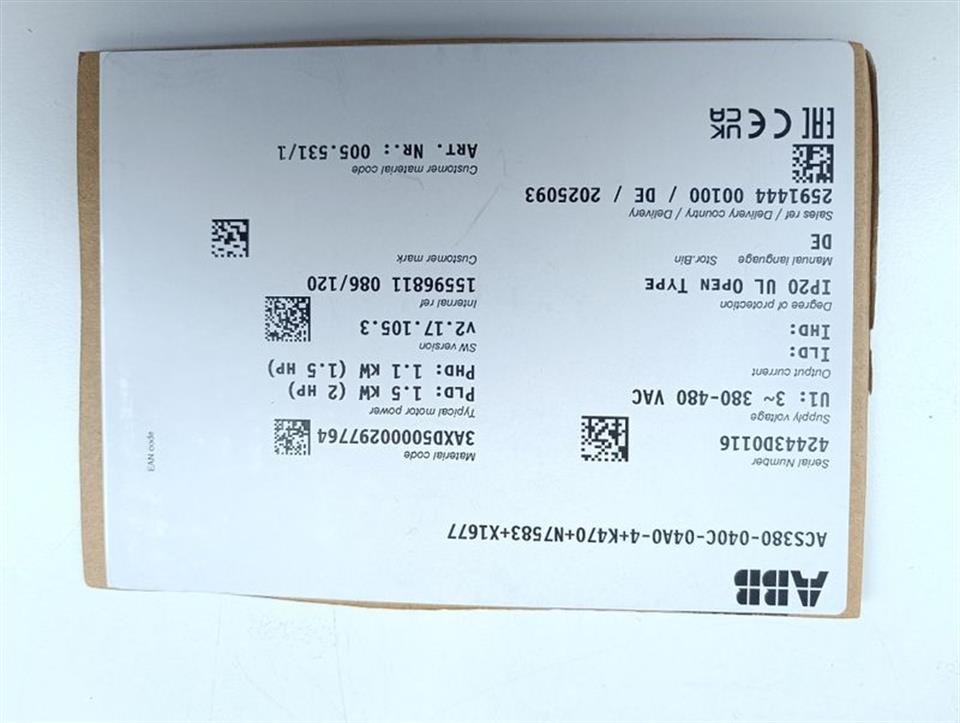 ABB
ACS380-040C-04A0-4+K470+N7583+X1677
Serial Number
42443D0116
Supply voltage
U1: 3~ 380-480 VAC
Output current
ILD:
IHD:
Degree of protection
IP20 UL OPEN TYPE
Manual language Stor.Bin
DE
Sales ref / Delivery / Delivery country / Delivery
2591444 00100 / DE / 2025093
UK CA CE EAC
Material code
3AXD50000297764
Typical motor power
PLD: 1.5 KW (2 HP)
PHD: 1.1 KW (1.5 HP)
SW version
v2.17.105.3
Internal ref
15596811 086/120
Customer mark
Customer material code
ART. NR.: 005.531/1
EAN code